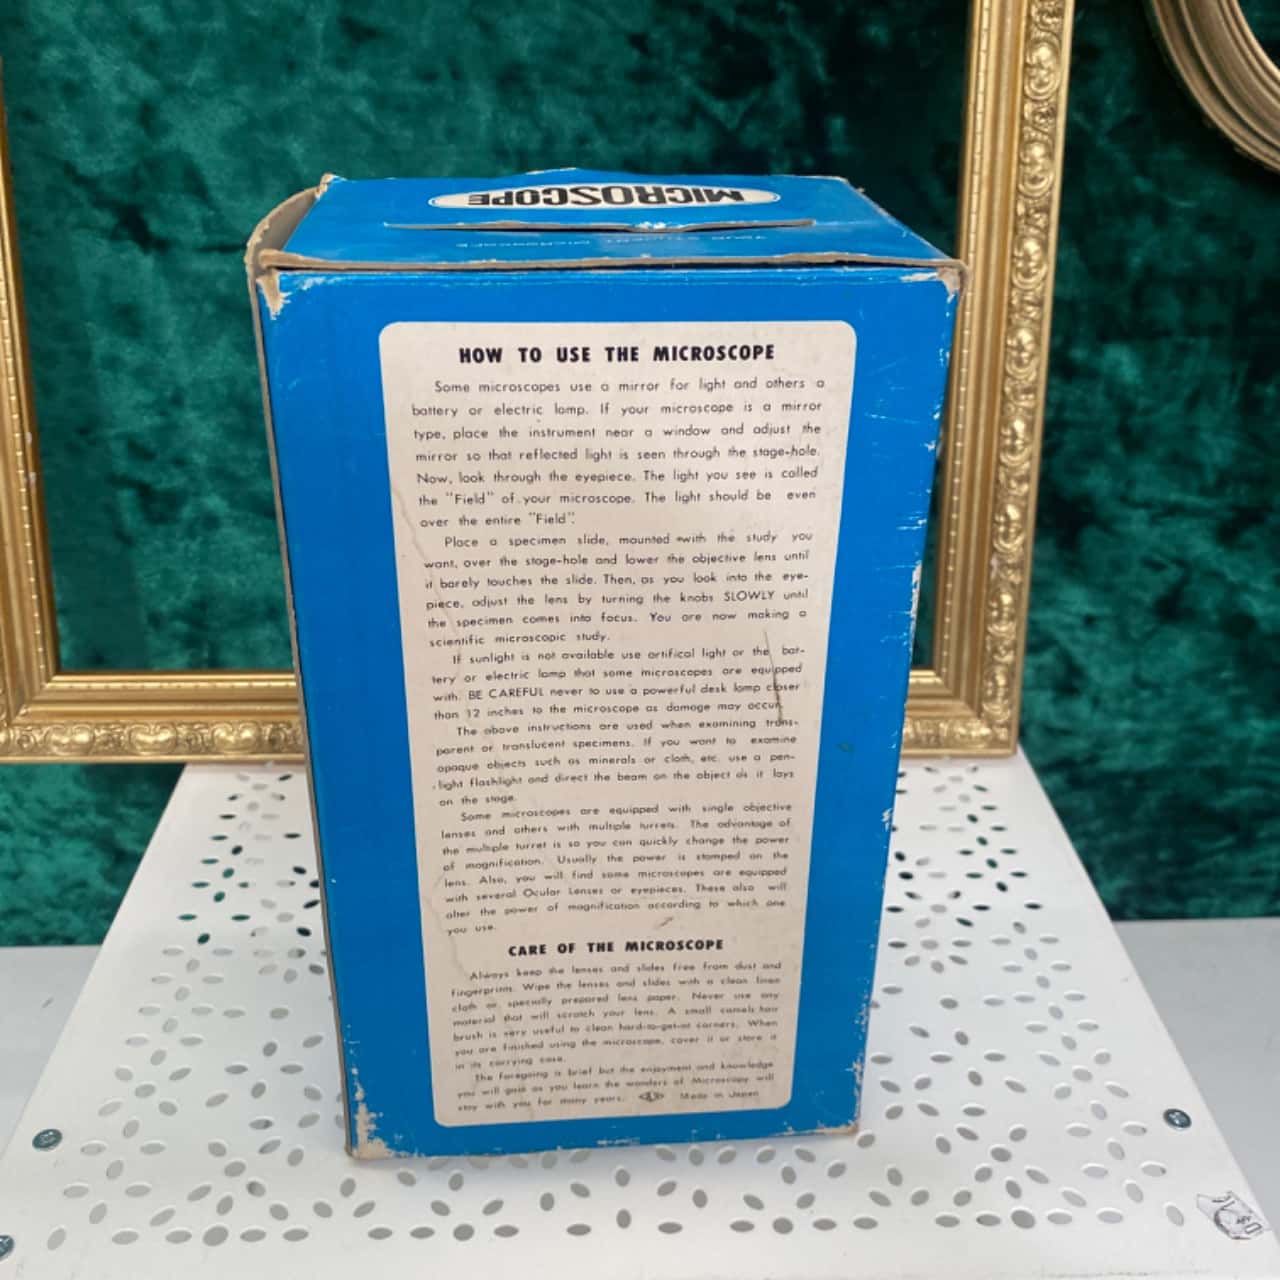 MICROSCOPE
STUDENT MICROSCOPE
HOW TO USE THE MICROSCOPE
Some microscopes use a mirror for light and others a
battery or electric lamp. If your microscope is a mirror
type, place the instrument near a window and adjust the
mirror so that reflected light is seen through the stage-hole.
Now, look through the eyepiece. The light you see is called
the "Field" of your microscope. The light should be even
over the entire "Field".
Place a specimen slide, mounted with the study you
want, over the stage-hole and lower the objective lens until
it barely touches the slide. Then, as you look into the eye-
piece, adjust the lens by turning the knobs SLOWLY until
the specimen comes into focus. You are now making a
scientific microscopic study.
If sunlight is not available use artifical light or the bat-
tery or electric lamp that some microscopes are equipped
with. BE CAREFUL never to use a powerful desk lamp closer
than 12 inches to the microscope as damage may occur.
The above instructions are used when examining trans-
parent or translucent specimens. If you want to examine
opaque objects such as minerals or cloth, etc. use a pen-
light flashlight and direct the beam on the object as it lays
on the stage.
Some microscopes are equipped with single objective
lenses and others with multiple turrets. The advantage of
the multiple turret is so you can quickly change the power
of magnification. Usually the power is stamped on the
lens. Also, you will find some microscopes are equipped
with several Ocular Lenses or eyepieces. These also will
alter the power of magnification according to which one
you use.
CARE OF THE MICROSCOPE
Always keep the lenses and slides free from dust and
fingerprints. Wipe the lenses and slides with a clean linen
cloth or specially prepared lens paper. Never use any
material that will scratch your lens. A small camels hair
brush is very useful to clean hard-to-get-at corners. When
you are finished using the microscope, cover it or store it
in its carrying case.
The foregoing is brief but the enjoyment and knowledge
you will gain as you learn the wonders of Microscopy will
stay with you for many years. Made in Japan